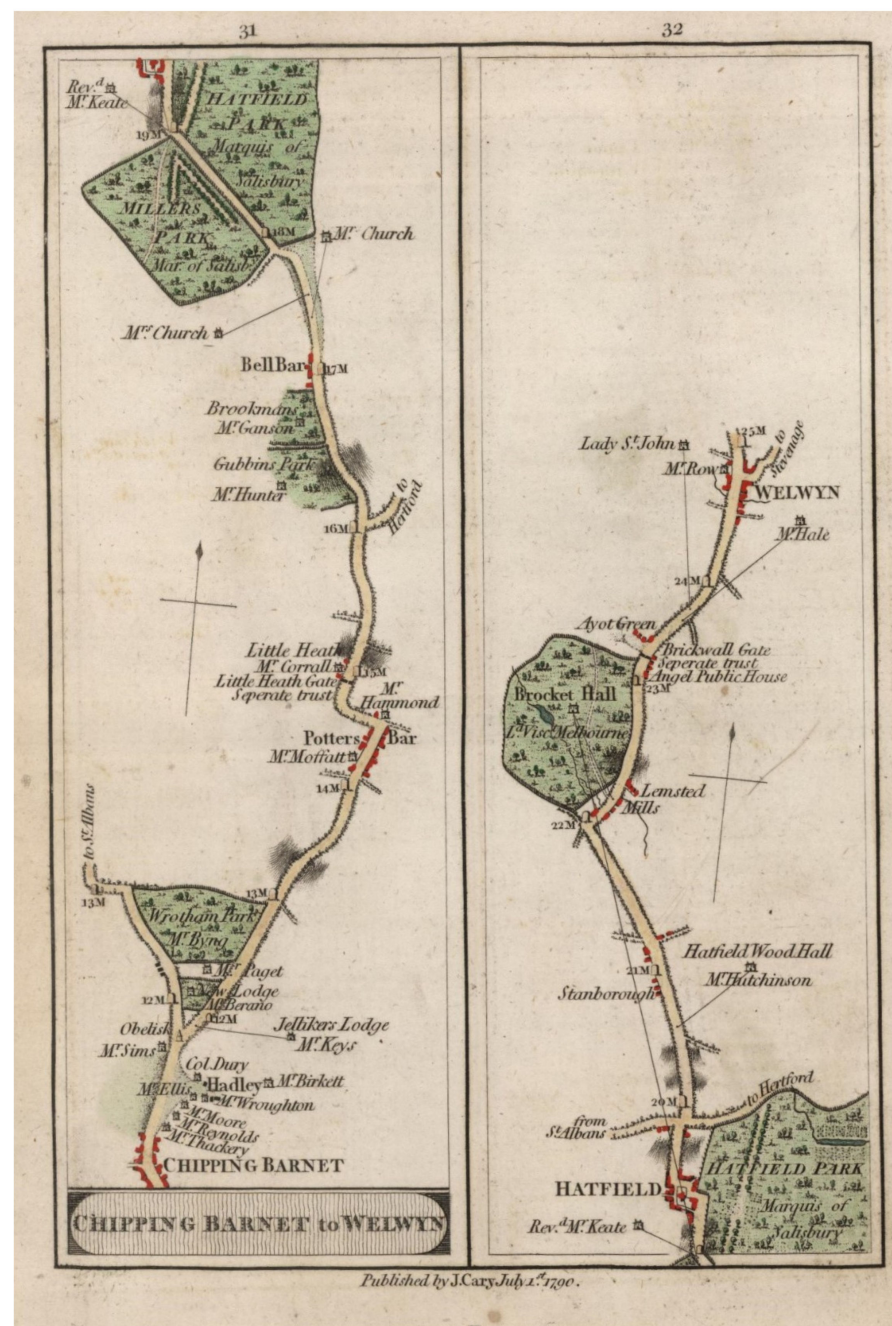 31
32
Rev.d
Mr. Keate
19M
HATFIELD
PARK
Marquis of
Salisbury
MILLERS
PARK
Mar. of Salisb.
18M
Mr. Church
Mrs. Church
Bell Bar
17M
Brookmans
Mr. Ganson
Gubbins Park
Mr. Hunter
to
Hertford
16M
Little Heath
Mr. Corrall
15M
Little Heath Gate
Seperate trust
Mr.
Hammond
Potters Bar
Mr. Moffatt
14M
to St. Albans
13M
13M
Wrotham Park
Mr. Byng
Mrs. Paget
New Lodge
Mr. Beraño
12M
12M
Obelisk
Jellikers Lodge
Mr. Keys
Mr. Sims
Col. Dury
Mr. Ellis
Hadley
Mr. Birkett
Mr. Wroughton
Mr. Moore
Mr. Reynolds
Mr. Thackery
CHIPPING BARNET
CHIPPING BARNET to WELWYN
25M
to
Stevenage
Lady St. John
Mr. Row
WELWYN
Mr. Hale
24M
Ayot Green
Brickwall Gate
Seperate trust
Angel Public House
23M
Brocket Hall
Ld. Visc. Melbourne
Lemsted
Mills
22M
Hatfield Wood Hall
Mr. Hutchinson
21M
Stanborough
20M
to Hertford
from
St. Albans
HATFIELD
HATFIELD PARK
Marquis of
Salisbury
Rev.d Mr. Keate
Published by J. Cary July 1.st 1790.